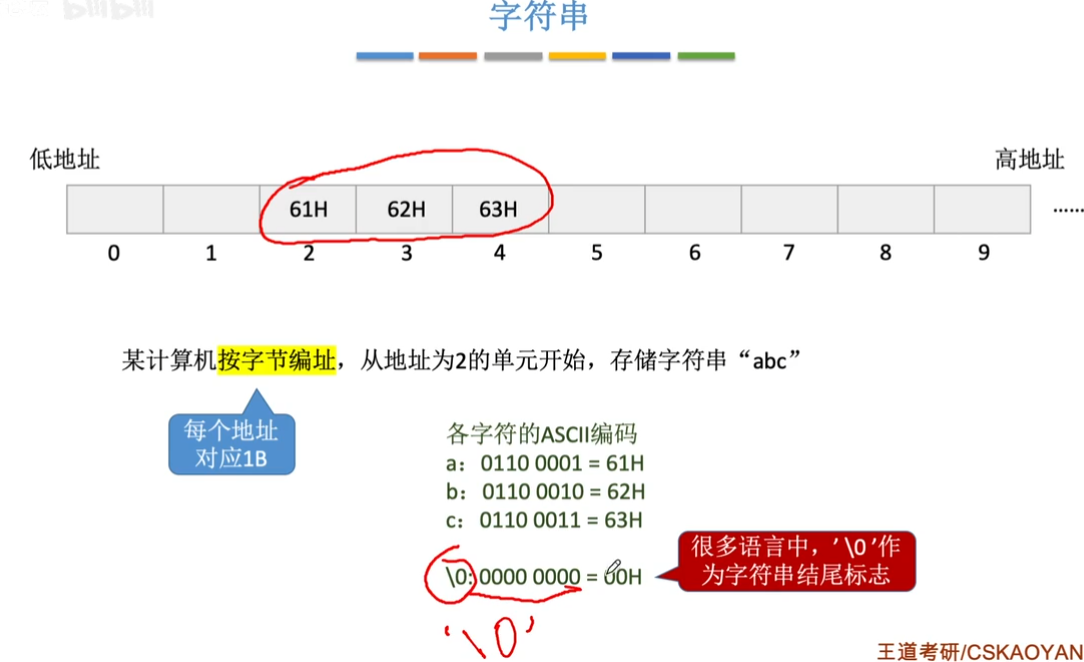 bilibili
字符串
低地址
高地址
61H 62H 63H ……
0 1 2 3 4 5 6 7 8 9
某计算机按字节编址，从地址为2的单元开始，存储字符串“abc”
每个地址
对应1B
各字符的ASCII编码
a： 0110 0001 = 61H
b： 0110 0010 = 62H
c： 0110 0011 = 63H
\0: 0000 0000 = 00H
很多语言中，’\0’作
为字符串结尾标志
'\0'
王道考研/CSKAOYAN